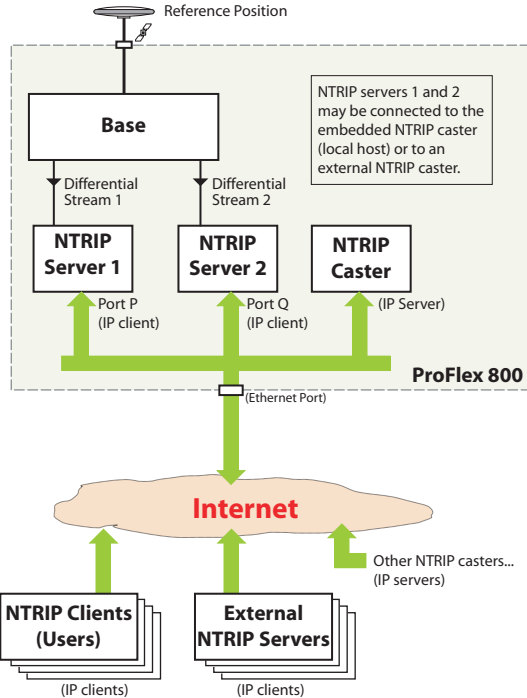 Reference Position
NTRIP servers 1 and 2
may be connected to the
embedded NTRIP caster
(local host) or to an
external NTRIP caster.
Base
Differential
Stream 1
Differential
Stream 2
NTRIP
Server 1
NTRIP
Server 2
NTRIP
Caster
Port P
(IP client)
Port Q
(IP client)
(IP Server)
ProFlex 800
(Ethernet Port)
Internet
Other NTRIP casters...
(IP servers)
NTRIP Clients
(Users)
External
NTRIP Servers
(IP clients)
(IP clients)